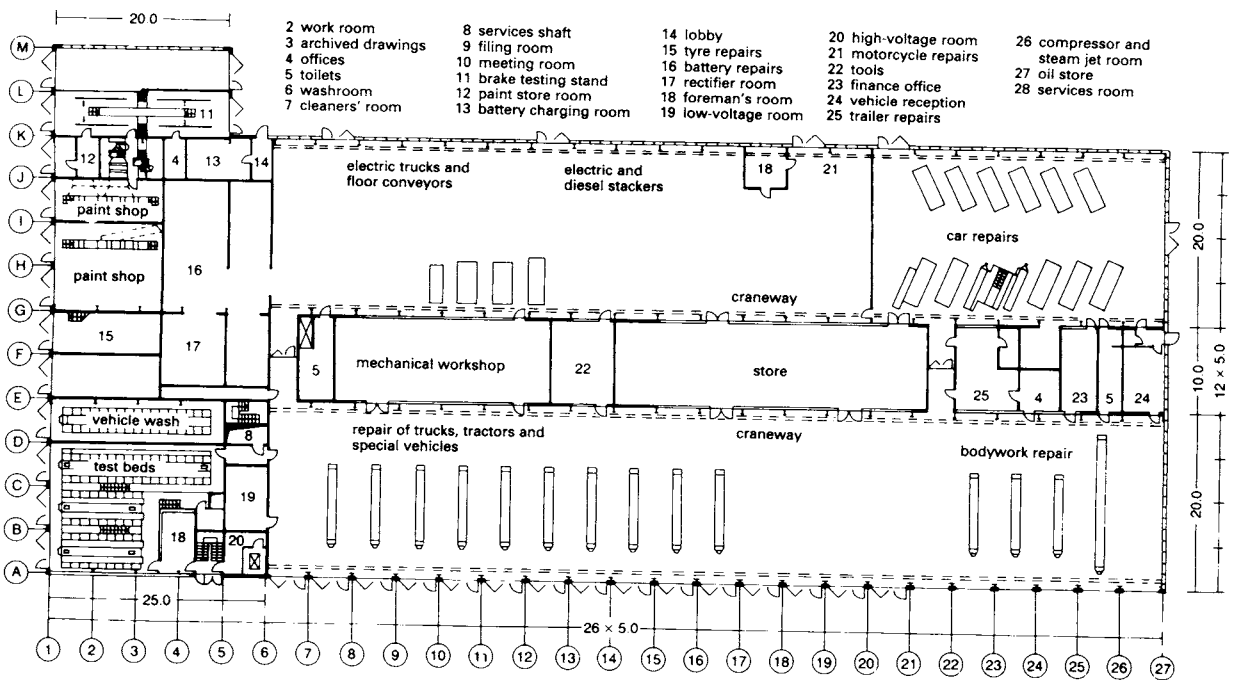 20.0
2 work room
3 archived drawings
4 offices
5 toilets
6 washroom
7 cleaners' room
8 services shaft
9 filing room
10 meeting room
11 brake testing stand
12 paint store room
13 battery charging room
14 lobby
15 tyre repairs
16 battery repairs
17 rectifier room
18 foreman's room
19 low-voltage room
20 high-voltage room
21 motorcycle repairs
22 tools
23 finance office
24 vehicle reception
25 trailer repairs
26 compressor and
steam jet room
27 oil store
28 services room
M
L
K
J
I
H
G
F
E
D
C
B
A
11
12
4
13
14
paint shop
paint shop
16
15
17
electric trucks and
floor conveyors
electric and
diesel stackers
18
21
car repairs
craneway
5
mechanical workshop
22
store
25
4
23
5
24
vehicle wash
8
test beds
19
18
20
repair of trucks, tractors and
special vehicles
craneway
bodywork repair
20.0
10.0
12 × 5.0
20.0
25.0
26 × 5.0
1
2
3
4
5
6
7
8
9
10
11
12
13
14
15
16
17
18
19
20
21
22
23
24
25
26
27